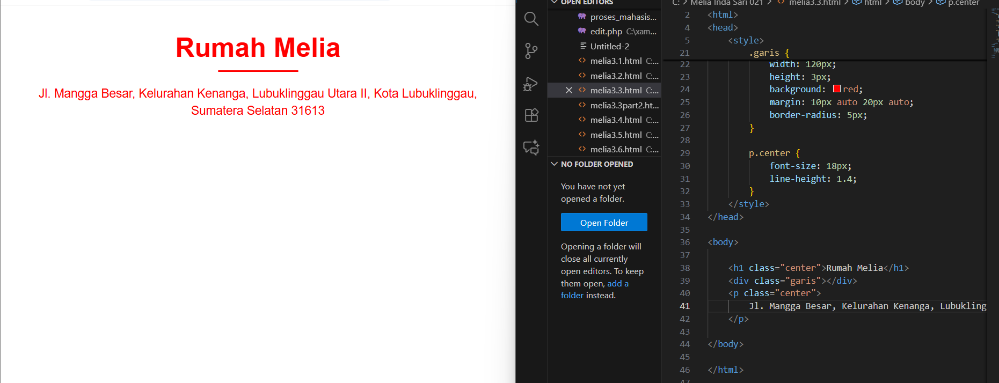 Rumah Melia
Jl. Mangga Besar, Kelurahan Kenanga, Lubuklinggau Utara II, Kota Lubuklinggau,
Sumatera Selatan 31613
OPEN EDITORS
proses_mahasis...
edit.php C:\xam...
Untitled-2
melia3.1.html C:...
melia3.2.html C:...
melia3.3.html C:...
melia3.3part2.ht...
melia3.4.html C:...
melia3.5.html C:...
melia3.6.html C:...
NO FOLDER OPENED
You have not yet
opened a folder.
Open Folder
Opening a folder will
close all currently
open editors. To keep
them open, add a
folder instead.
C: > Melia Inda Sari 021 > melia3.3.html > html > body > p.center
2 <html>
4 <head>
5 <style>
21 .garis {
22 width: 120px;
23 height: 3px;
24 background: red;
25 margin: 10px auto 20px auto;
26 border-radius: 5px;
27 }
28
29 p.center {
30 font-size: 18px;
31 line-height: 1.4;
32 }
33 </style>
34 </head>
35
36 <body>
37
38 <h1 class="center">Rumah Melia</h1>
39 <div class="garis"></div>
40 <p class="center">
41 Jl. Mangga Besar, Kelurahan Kenanga, Lubukling
42 </p>
43
44 </body>
45
46 </html>
47